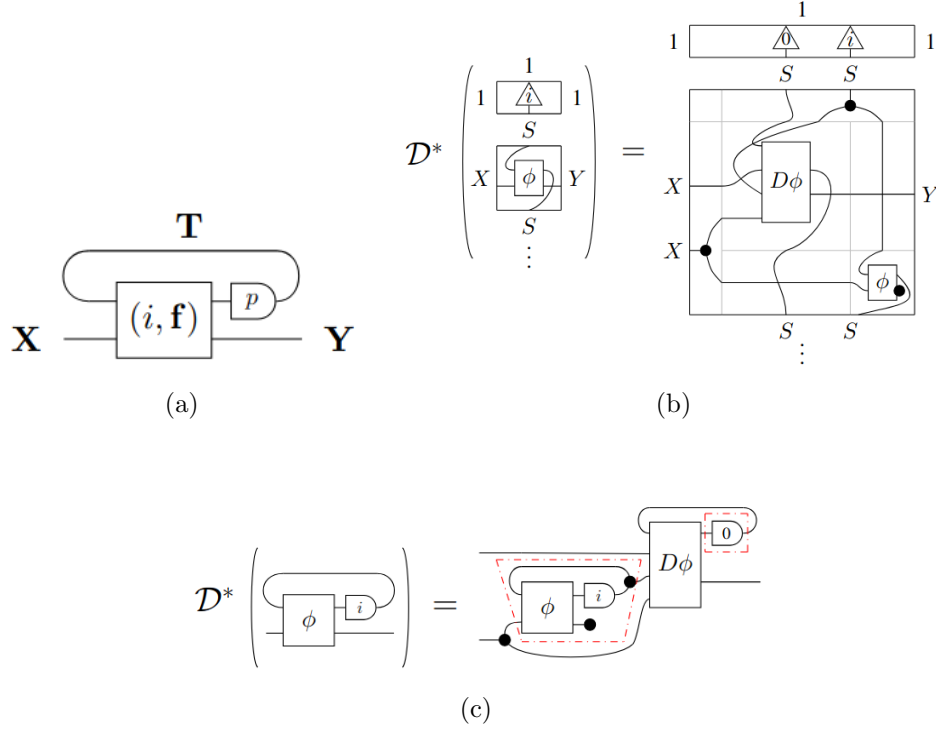 T
(i, f) p
X Y
(a)
𝒟* 1 1 i 1 S X ϕ Y S ⋮ = 1 1 0 i 1 S S X Dϕ Y X ϕ S S ⋮
(b)
𝒟* ϕ i = ϕ i Dϕ 0
(c)